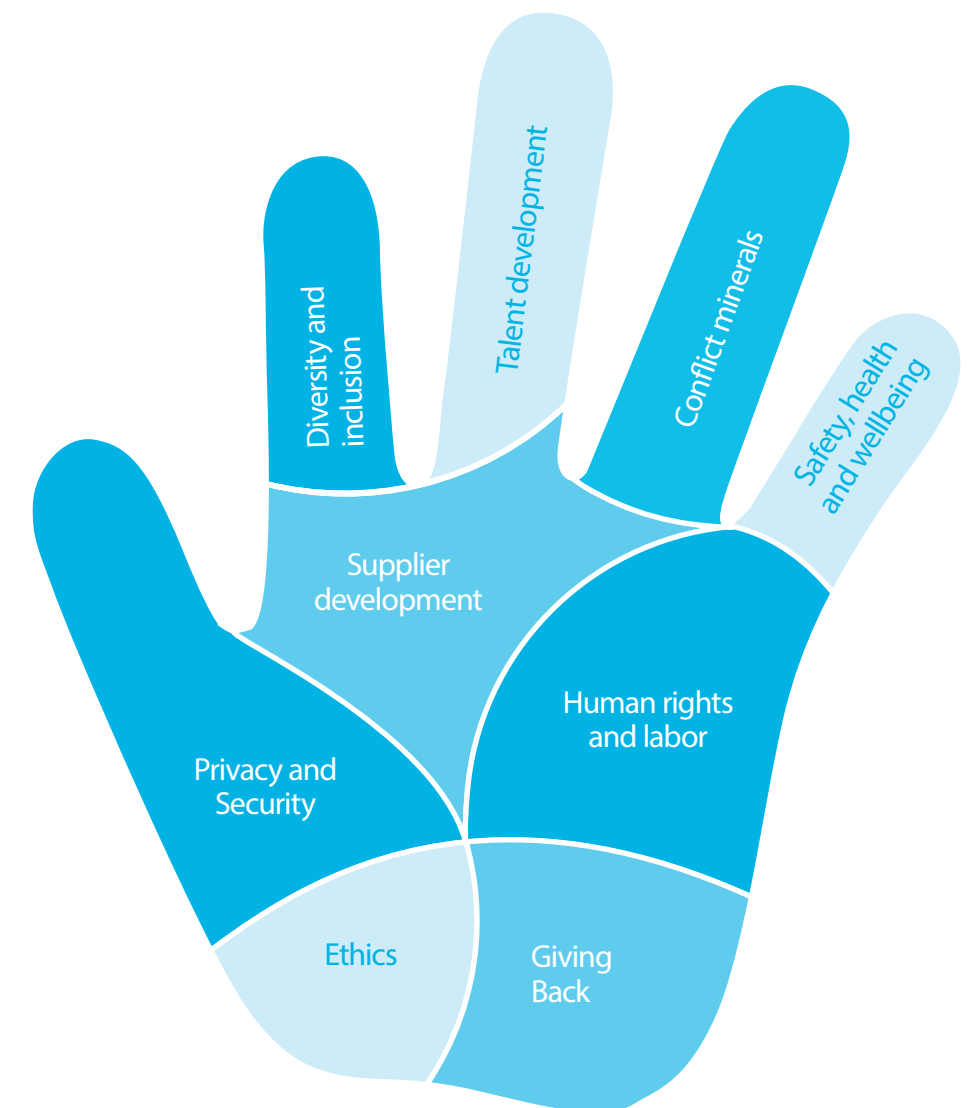 Diversity and
inclusion
Talent development
Conflict minerals
Safety, health
and wellbeing
Supplier
development
Human rights
and labor
Privacy and
Security
Ethics
Giving
Back